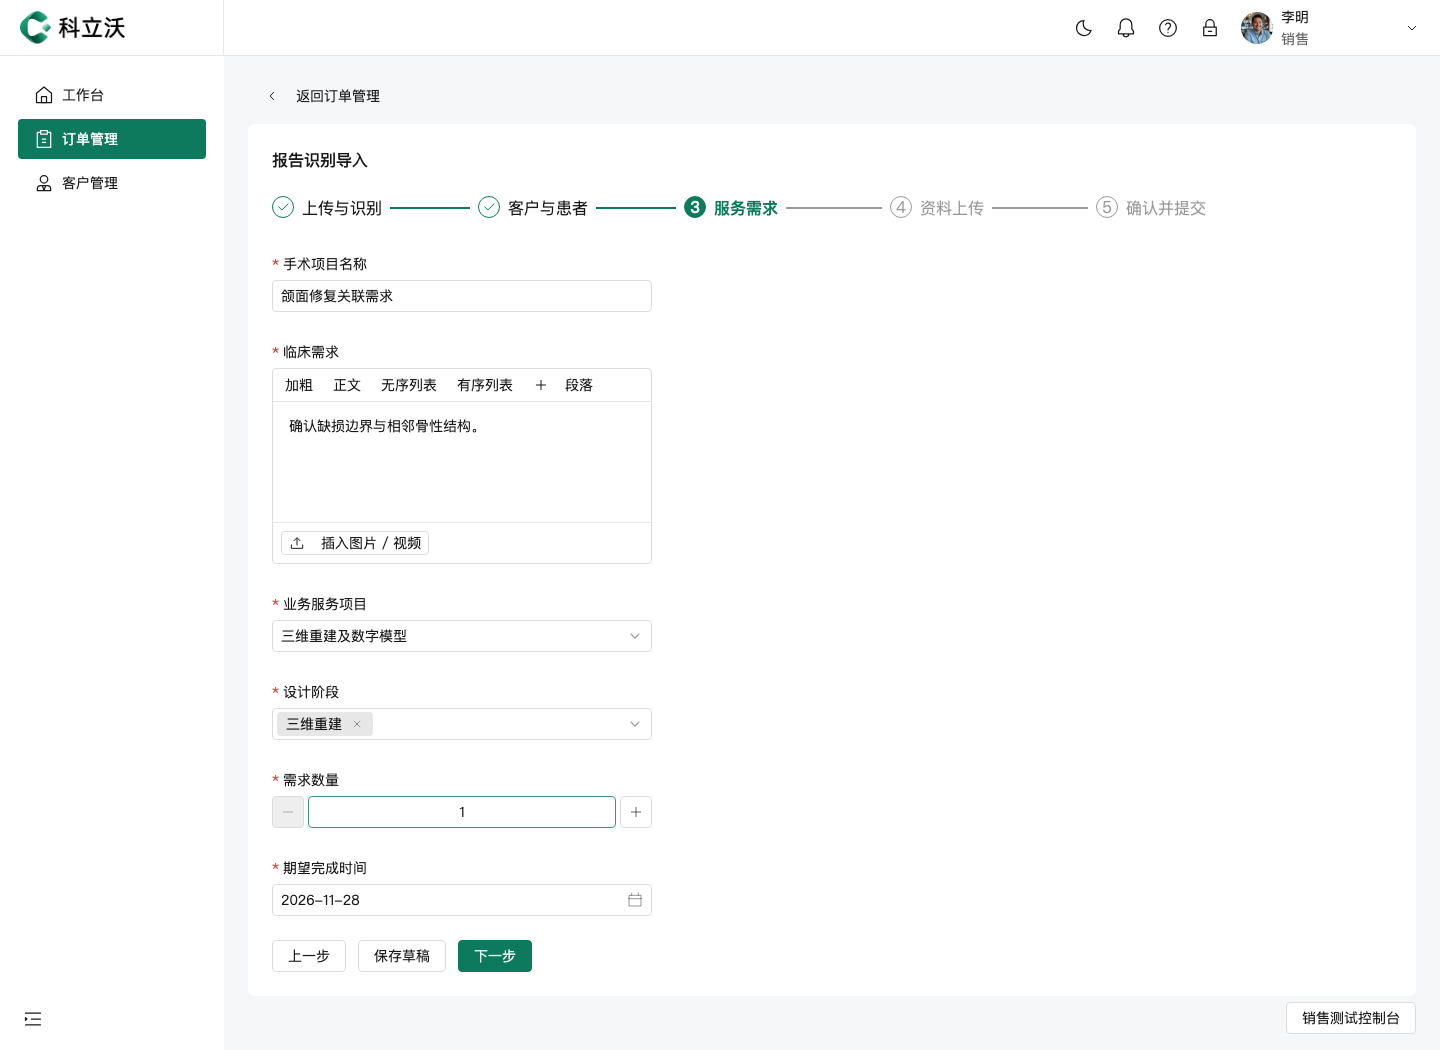 科立沃
李明
销售
工作台
订单管理
客户管理
返回订单管理
报告识别导入
上传与识别
客户与患者
3 服务需求
4 资料上传
5 确认并提交
* 手术项目名称
颌面修复关联需求
* 临床需求
加粗 正文 无序列表 有序列表 + 段落
确认缺损边界与相邻骨性结构。
插入图片 / 视频
* 业务服务项目
三维重建及数字模型
* 设计阶段
三维重建 ×
* 需求数量
1
* 期望完成时间
2026-11-28
上一步 保存草稿 下一步
销售测试控制台